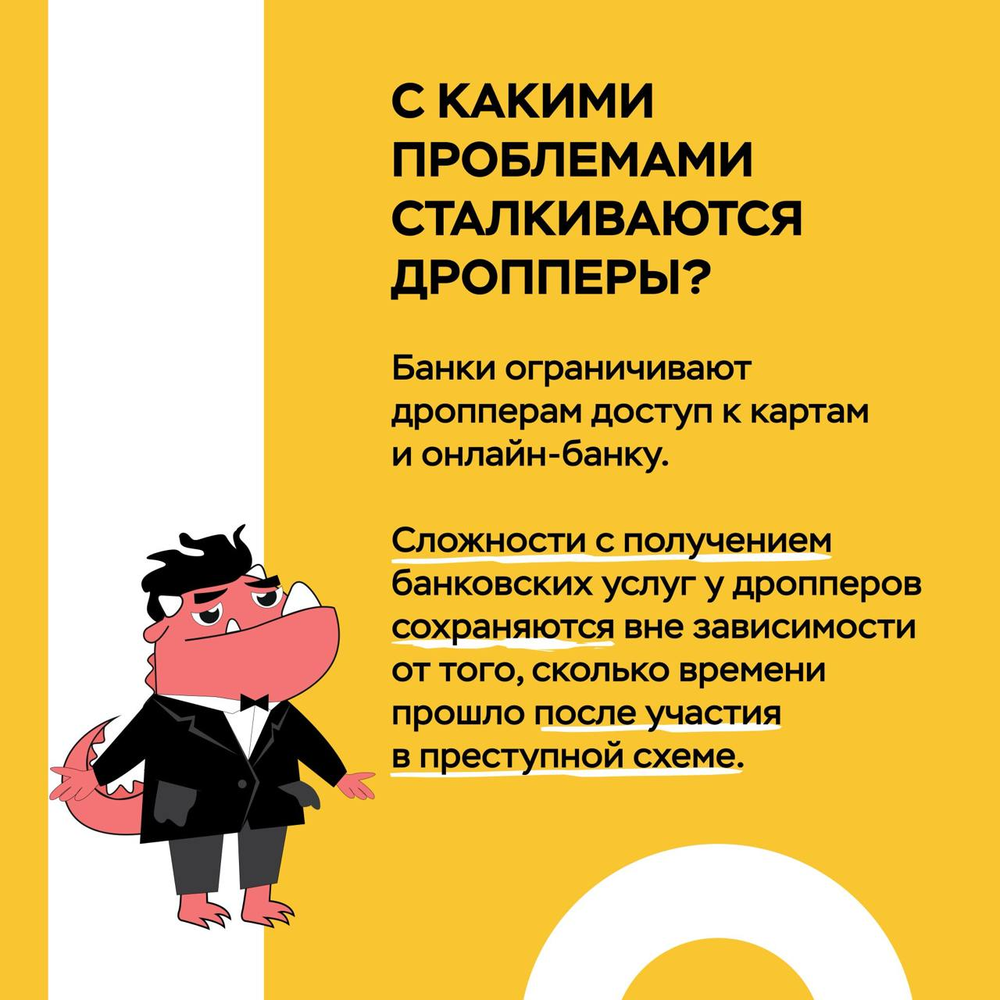 С КАКИМИ
ПРОБЛЕМАМИ
СТАЛКИВАЮТСЯ
ДРОППЕРЫ?
Банки ограничивают
дропперам доступ к картам
и онлайн-банку.
Сложности с получением
банковских услуг у дропперов
сохраняются вне зависимости
от того, сколько времени
прошло после участия
в преступной схеме.